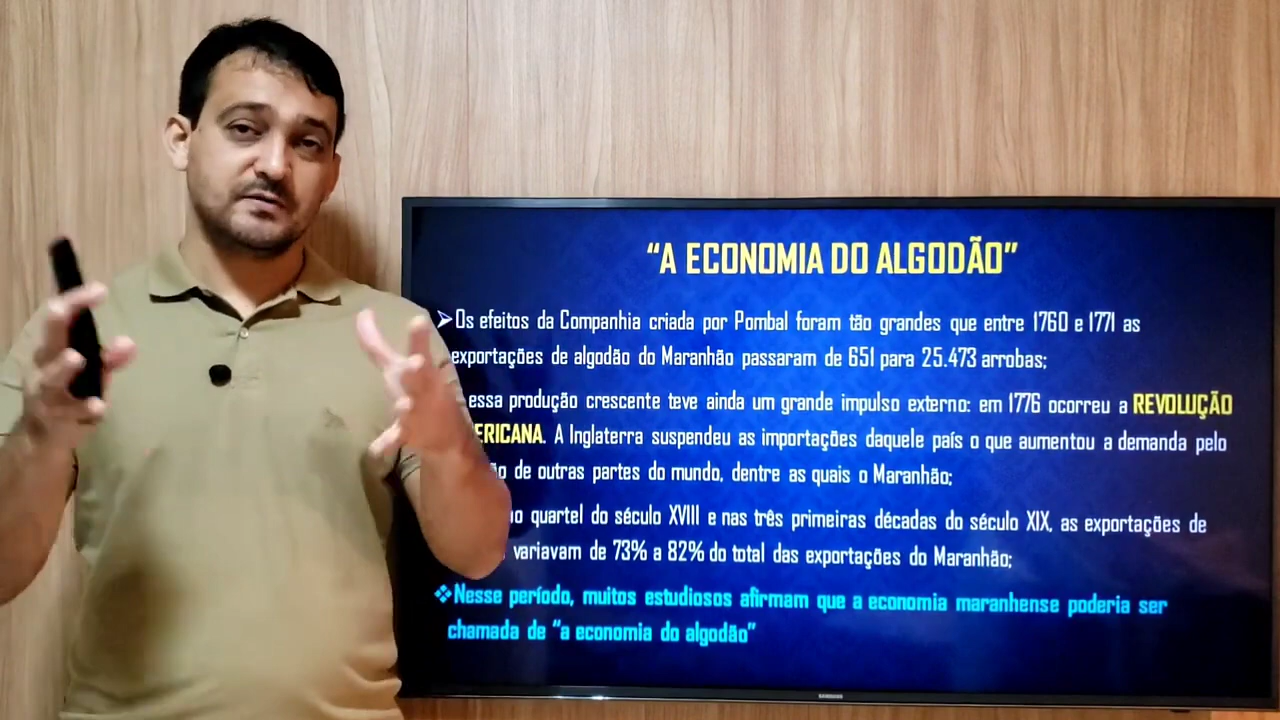 “A ECONOMIA DO ALGODÃO”
Os efeitos da Companhia criada por Pombal foram tão grandes que entre 1760 e 1771 as
exportações de algodão do Maranhão passaram de 651 para 25.473 arrobas;
essa produção crescente teve ainda um grande impulso externo: em 1776 ocorreu a REVOLUÇÃO
ERICANA. A Inglaterra suspendeu as importações daquele país o que aumentou a demanda pelo
de outras partes do mundo, dentre as quais o Maranhão;
quartel do século XVIII e nas três primeiras décadas do século XIX, as exportações de
variavam de 73% a 82% do total das exportações do Maranhão;
Nesse período, muitos estudiosos afirmam que a economia maranhense poderia ser
chamada de “a economia do algodão”
SAMSUNG